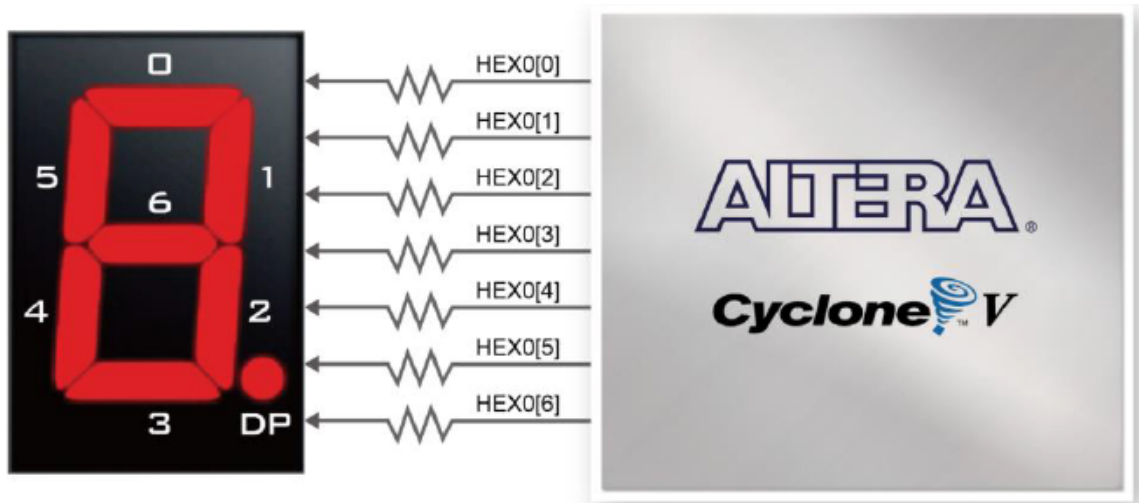 0
5
1
6
4
2
3
DP
HEX0[0]
HEX0[1]
HEX0[2]
HEX0[3]
HEX0[4]
HEX0[5]
HEX0[6]
ALTERA®
Cyclone™ V